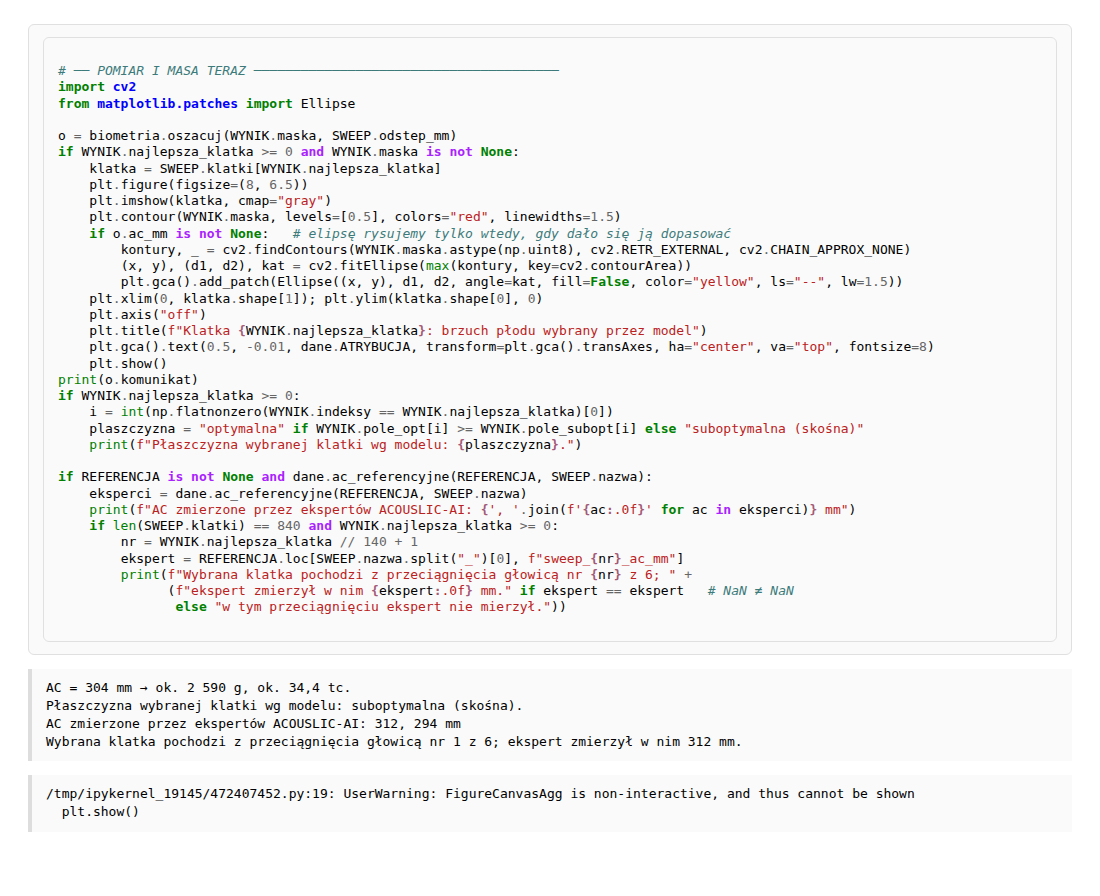 # ── POMIAR I MASA TERAZ ───────────────────────────────────────
import cv2
from matplotlib.patches import Ellipse

o = biometria.oszacuj(WYNIK.maska, SWEEP.odstep_mm)
if WYNIK.najlepsza_klatka >= 0 and WYNIK.maska is not None:
    klatka = SWEEP.klatki[WYNIK.najlepsza_klatka]
    plt.figure(figsize=(8, 6.5))
    plt.imshow(klatka, cmap="gray")
    plt.contour(WYNIK.maska, levels=[0.5], colors="red", linewidths=1.5)
    if o.ac_mm is not None:   # elipsę rysujemy tylko wtedy, gdy dało się ją dopasować
        kontury, _ = cv2.findContours(WYNIK.maska.astype(np.uint8), cv2.RETR_EXTERNAL, cv2.CHAIN_APPROX_NONE)
        (x, y), (d1, d2), kat = cv2.fitEllipse(max(kontury, key=cv2.contourArea))
        plt.gca().add_patch(Ellipse((x, y), d1, d2, angle=kat, fill=False, color="yellow", ls="--", lw=1.5))
    plt.xlim(0, klatka.shape[1]); plt.ylim(klatka.shape[0], 0)
    plt.axis("off")
    plt.title(f"Klatka {WYNIK.najlepsza_klatka}: brzuch płodu wybrany przez model")
    plt.gca().text(0.5, -0.01, dane.ATRYBUCJA, transform=plt.gca().transAxes, ha="center", va="top", fontsize=8)
    plt.show()
print(o.komunikat)
if WYNIK.najlepsza_klatka >= 0:
    i = int(np.flatnonzero(WYNIK.indeksy == WYNIK.najlepsza_klatka)[0])
    plaszczyzna = "optymalna" if WYNIK.pole_opt[i] >= WYNIK.pole_subopt[i] else "suboptymalna (skośna)"
    print(f"Płaszczyzna wybranej klatki wg modelu: {plaszczyzna}.")

if REFERENCJA is not None and dane.ac_referencyjne(REFERENCJA, SWEEP.nazwa):
    eksperci = dane.ac_referencyjne(REFERENCJA, SWEEP.nazwa)
    print(f"AC zmierzone przez ekspertów ACOUSLIC-AI: {', '.join(f'{ac:.0f}' for ac in eksperci)} mm")
    if len(SWEEP.klatki) == 840 and WYNIK.najlepsza_klatka >= 0:
        nr = WYNIK.najlepsza_klatka // 140 + 1
        ekspert = REFERENCJA.loc[SWEEP.nazwa.split("_")[0], f"sweep_{nr}_ac_mm"]
        print(f"Wybrana klatka pochodzi z przeciągnięcia głowicą nr {nr} z 6; " +
              (f"ekspert zmierzył w nim {ekspert:.0f} mm." if ekspert == ekspert   # NaN ≠ NaN
               else "w tym przeciągnięciu ekspert nie mierzył."))

AC = 304 mm → ok. 2 590 g, ok. 34,4 tc.
Płaszczyzna wybranej klatki wg modelu: suboptymalna (skośna).
AC zmierzone przez ekspertów ACOUSLIC-AI: 312, 294 mm
Wybrana klatka pochodzi z przeciągnięcia głowicą nr 1 z 6; ekspert zmierzył w nim 312 mm.

/tmp/ipykernel_19145/472407452.py:19: UserWarning: FigureCanvasAgg is non-interactive, and thus cannot be shown
  plt.show()